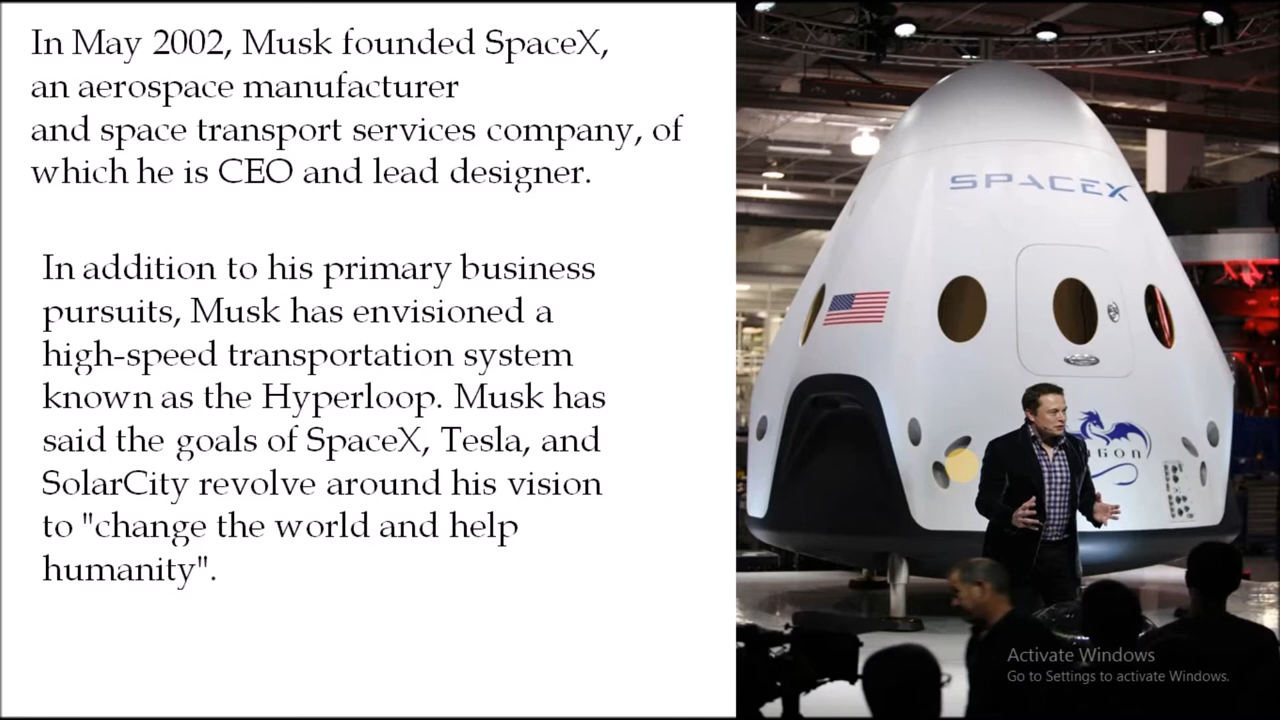 In May 2002, Musk founded SpaceX,
an aerospace manufacturer
and space transport services company, of
which he is CEO and lead designer.
In addition to his primary business
pursuits, Musk has envisioned a
high-speed transportation system
known as the Hyperloop. Musk has
said the goals of SpaceX, Tesla, and
SolarCity revolve around his vision
to "change the world and help
humanity".
SPACEX
Activate Windows
Go to Settings to activate Windows.